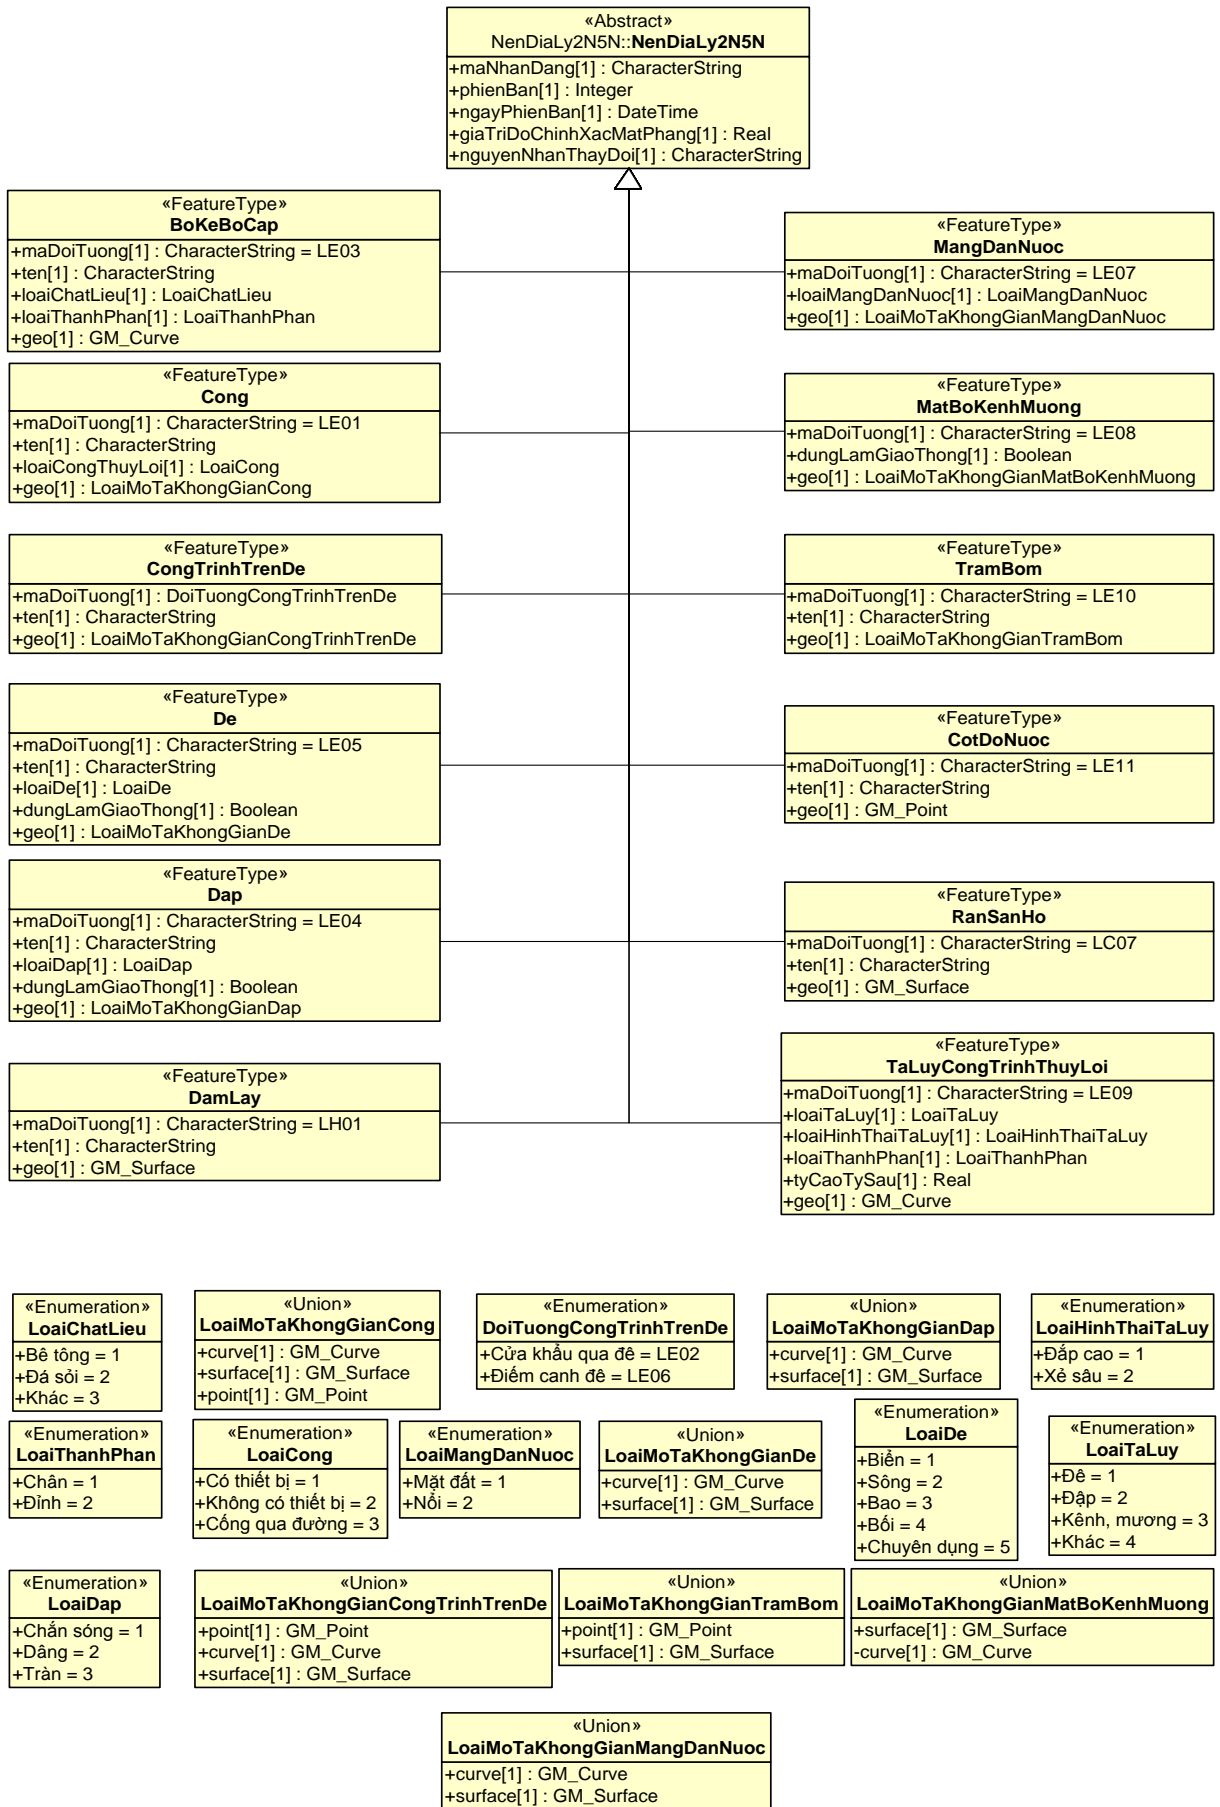 «Abstract»
NenDiaLy2N5N::NenDiaLy2N5N
+maNhanDang[1] : CharacterString
+phienBan[1] : Integer
+ngayPhienBan[1] : DateTime
+giaTriDoChinhXacMatPhang[1] : Real
+nguyenNhanThayDoi[1] : CharacterString
«FeatureType»
BoKeBoCap
+maDoiTuong[1] : CharacterString = LE03
+ten[1] : CharacterString
+loaiChatLieu[1] : LoaiChatLieu
+loaiThanhPhan[1] : LoaiThanhPhan
+geo[1] : GM_Curve
«FeatureType»
MangDanNuoc
+maDoiTuong[1] : CharacterString = LE07
+loaiMangDanNuoc[1] : LoaiMangDanNuoc
+geo[1] : LoaiMoTaKhongGianMangDanNuoc
«FeatureType»
Cong
+maDoiTuong[1] : CharacterString = LE01
+ten[1] : CharacterString
+loaiCongThuyLoi[1] : LoaiCong
+geo[1] : LoaiMoTaKhongGianCong
«FeatureType»
MatBoKenhMuong
+maDoiTuong[1] : CharacterString = LE08
+dungLamGiaoThong[1] : Boolean
+geo[1] : LoaiMoTaKhongGianMatBoKenhMuong
«FeatureType»
CongTrinhTrenDe
+maDoiTuong[1] : DoiTuongCongTrinhTrenDe
+ten[1] : CharacterString
+geo[1] : LoaiMoTaKhongGianCongTrinhTrenDe
«FeatureType»
TramBom
+maDoiTuong[1] : CharacterString = LE10
+ten[1] : CharacterString
+geo[1] : LoaiMoTaKhongGianTramBom
«FeatureType»
De
+maDoiTuong[1] : CharacterString = LE05
+ten[1] : CharacterString
+loaiDe[1] : LoaiDe
+dungLamGiaoThong[1] : Boolean
+geo[1] : LoaiMoTaKhongGianDe
«FeatureType»
CotDoNuoc
+maDoiTuong[1] : CharacterString = LE11
+ten[1] : CharacterString
+geo[1] : GM_Point
«FeatureType»
Dap
+maDoiTuong[1] : CharacterString = LE04
+ten[1] : CharacterString
+loaiDap[1] : LoaiDap
+dungLamGiaoThong[1] : Boolean
+geo[1] : LoaiMoTaKhongGianDap
«FeatureType»
RanSanHo
+maDoiTuong[1] : CharacterString = LC07
+ten[1] : CharacterString
+geo[1] : GM_Surface
«FeatureType»
DamLay
+maDoiTuong[1] : CharacterString = LH01
+ten[1] : CharacterString
+geo[1] : GM_Surface
«FeatureType»
TaLuyCongTrinhThuyLoi
+maDoiTuong[1] : CharacterString = LE09
+loaiTaLuy[1] : LoaiTaLuy
+loaiHinhThaiTaLuy[1] : LoaiHinhThaiTaLuy
+loaiThanhPhan[1] : LoaiThanhPhan
+tyCaoTySau[1] : Real
+geo[1] : GM_Curve
«Enumeration»
LoaiChatLieu
+Bê tông = 1
+Đá sỏi = 2
+Khác = 3
«Union»
LoaiMoTaKhongGianCong
+curve[1] : GM_Curve
+surface[1] : GM_Surface
+point[1] : GM_Point
«Enumeration»
DoiTuongCongTrinhTrenDe
+Cửa khẩu qua đê = LE02
+Điếm canh đê = LE06
«Union»
LoaiMoTaKhongGianDap
+curve[1] : GM_Curve
+surface[1] : GM_Surface
«Enumeration»
LoaiHinhThaiTaLuy
+Đắp cao = 1
+Xẻ sâu = 2
«Enumeration»
LoaiThanhPhan
+Chân = 1
+Đỉnh = 2
«Enumeration»
LoaiCong
+Có thiết bị = 1
+Không có thiết bị = 2
+Cống qua đường = 3
«Enumeration»
LoaiMangDanNuoc
+Mặt đất = 1
+Nổi = 2
«Union»
LoaiMoTaKhongGianDe
+curve[1] : GM_Curve
+surface[1] : GM_Surface
«Enumeration»
LoaiDe
+Biển = 1
+Sông = 2
+Bao = 3
+Bối = 4
+Chuyên dụng = 5
«Enumeration»
LoaiTaLuy
+Đê = 1
+Đập = 2
+Kênh, mương = 3
+Khác = 4
«Enumeration»
LoaiDap
+Chắn sóng = 1
+Dâng = 2
+Tràn = 3
«Union»
LoaiMoTaKhongGianCongTrinhTrenDe
+point[1] : GM_Point
+curve[1] : GM_Curve
+surface[1] : GM_Surface
«Union»
LoaiMoTaKhongGianTramBom
+point[1] : GM_Point
+surface[1] : GM_Surface
«Union»
LoaiMoTaKhongGianMatBoKenhMuong
+surface[1] : GM_Surface
-curve[1] : GM_Curve
«Union»
LoaiMoTaKhongGianMangDanNuoc
+curve[1] : GM_Curve
+surface[1] : GM_Surface